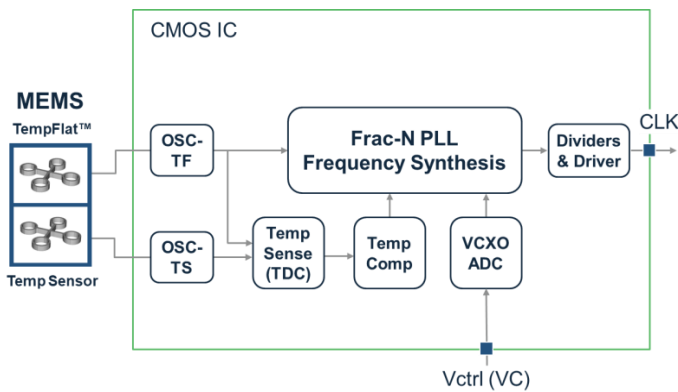 CMOS IC
MEMS
TempFlat™
OSC-
TF
Frac-N PLL
Frequency Synthesis
Dividers
& Driver
CLK
OSC-
TS
Temp
Sense
(TDC)
Temp
Comp
VCXO
ADC
Temp Sensor
Vctrl (VC)